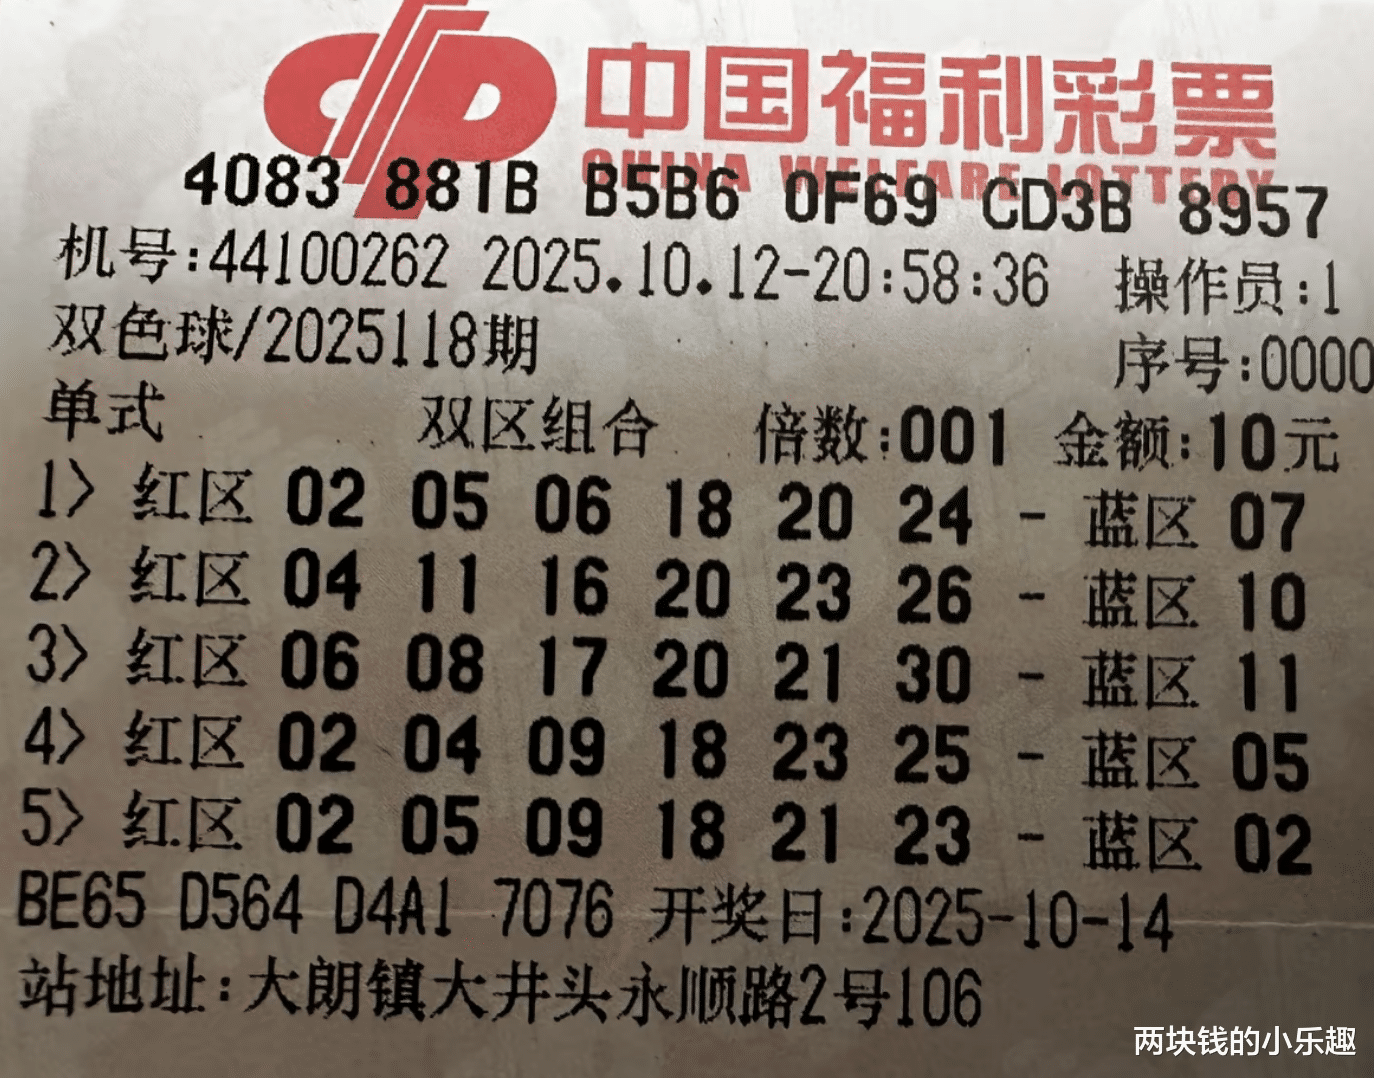 中国福利彩票
CHINA WELFARE LOTTERY
4083 881B B5B6 0F69 CD3B 8957
机号:44100262 2025.10.12-20:58:36 操作员:1
双色球/2025118期 序号:0000
单式 双区组合 倍数:001 金额:10元
1> 红区 02 05 06 18 20 24 - 蓝区 07
2> 红区 04 11 16 20 23 26 - 蓝区 10
3> 红区 06 08 17 20 21 30 - 蓝区 11
4> 红区 02 04 09 18 23 25 - 蓝区 05
5> 红区 02 05 09 18 21 23 - 蓝区 02
BE65 D564 D4A1 7076 开奖日:2025-10-14
站地址:大朗镇大井头永顺路2号106
两块钱的小乐趣